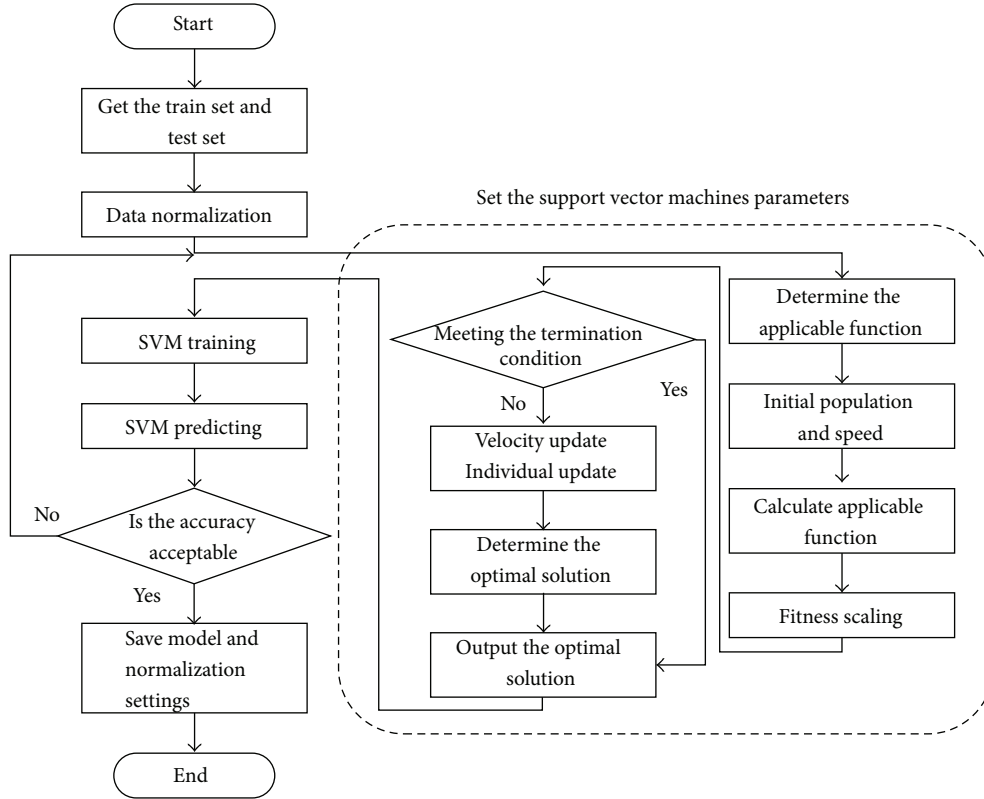 Start
Get the train set and
test set
Data normalization
SVM training
SVM predicting
Is the accuracy
acceptable
No
Yes
Save model and
normalization
settings
End
Set the support vector machines parameters
Determine the
applicable function
Initial population
and speed
Calculate applicable
function
Fitness scaling
Meeting the termination
condition
No
Yes
Velocity update
Individual update
Determine the
optimal solution
Output the optimal
solution